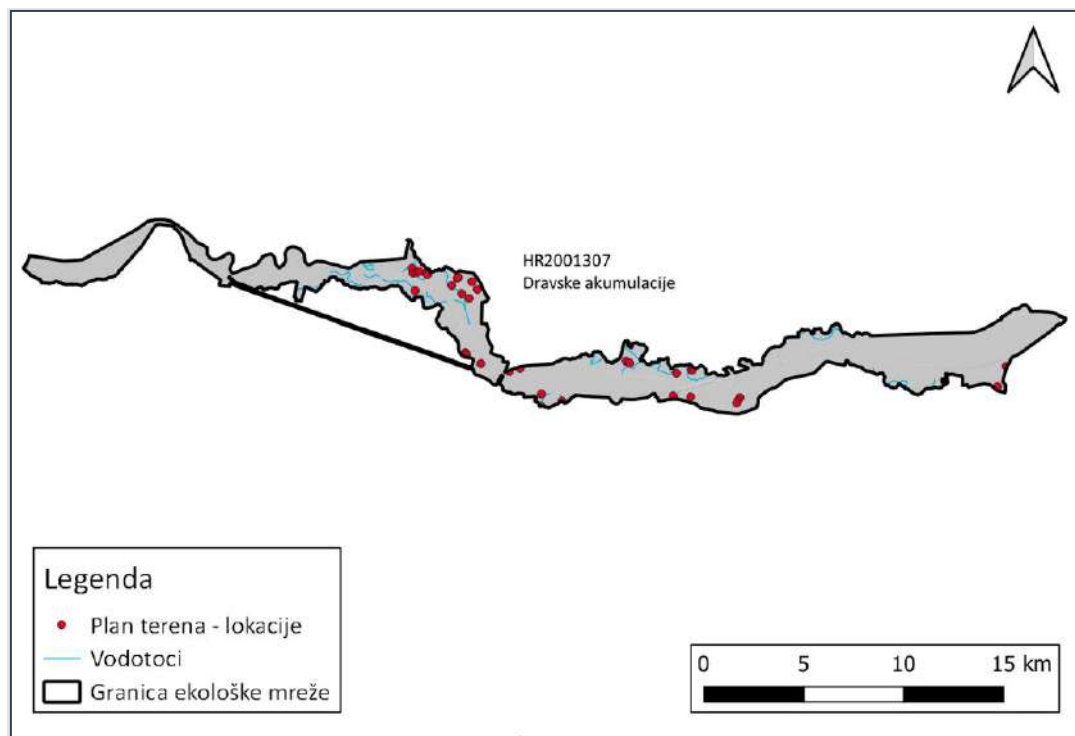 HR2001307
Dravske akumulacije
Legenda
Plan terena - lokacije
Vodotoci
Granica ekološke mreže
0 5 10 15 km